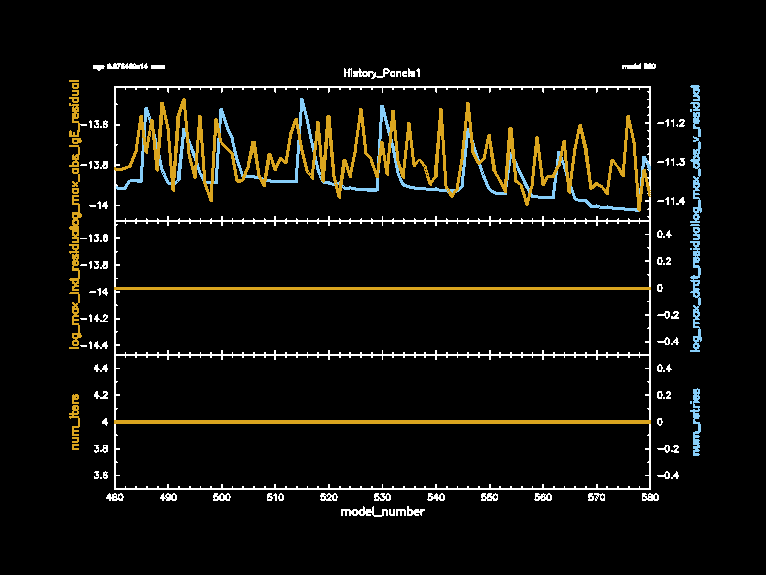 History_Panels1
log_max_abs_lgE_residual
-13.6
-13.8
-14
-11.2
-11.3
-11.4
log_max_abs_v_residual
log_max_lnd_residual
-13.6
-13.8
-14
-14.2
-14.4
0.4
0.2
0
-0.2
-0.4
log_max_drdt_residual
num_iters
4.4
4.2
4
3.8
3.6
0.4
0.2
0
-0.2
-0.4
num_retries
480 490 500 510 520 530 540 550 560 570 580
model_number